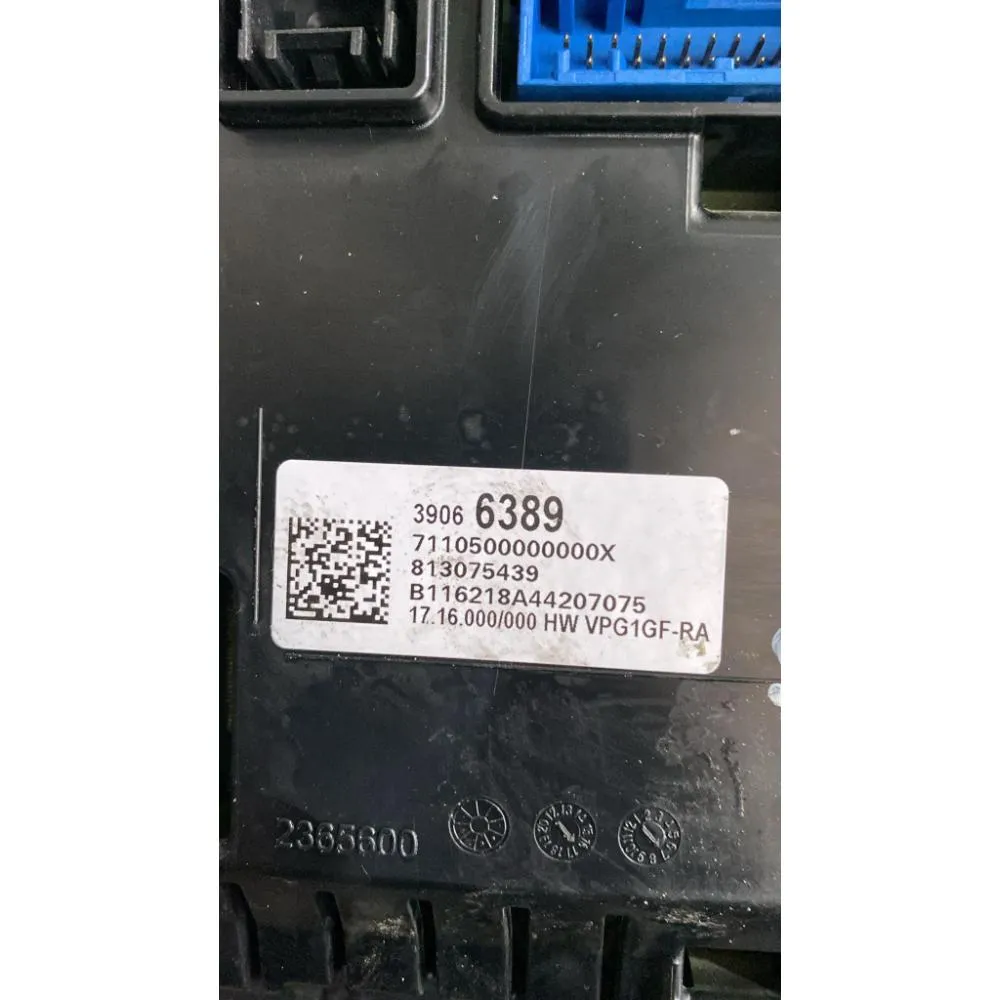 3906 6389
7110500000000X
813075439
B116218A44207075
17.16.000/000 HW VPG1GF-RA
2365600